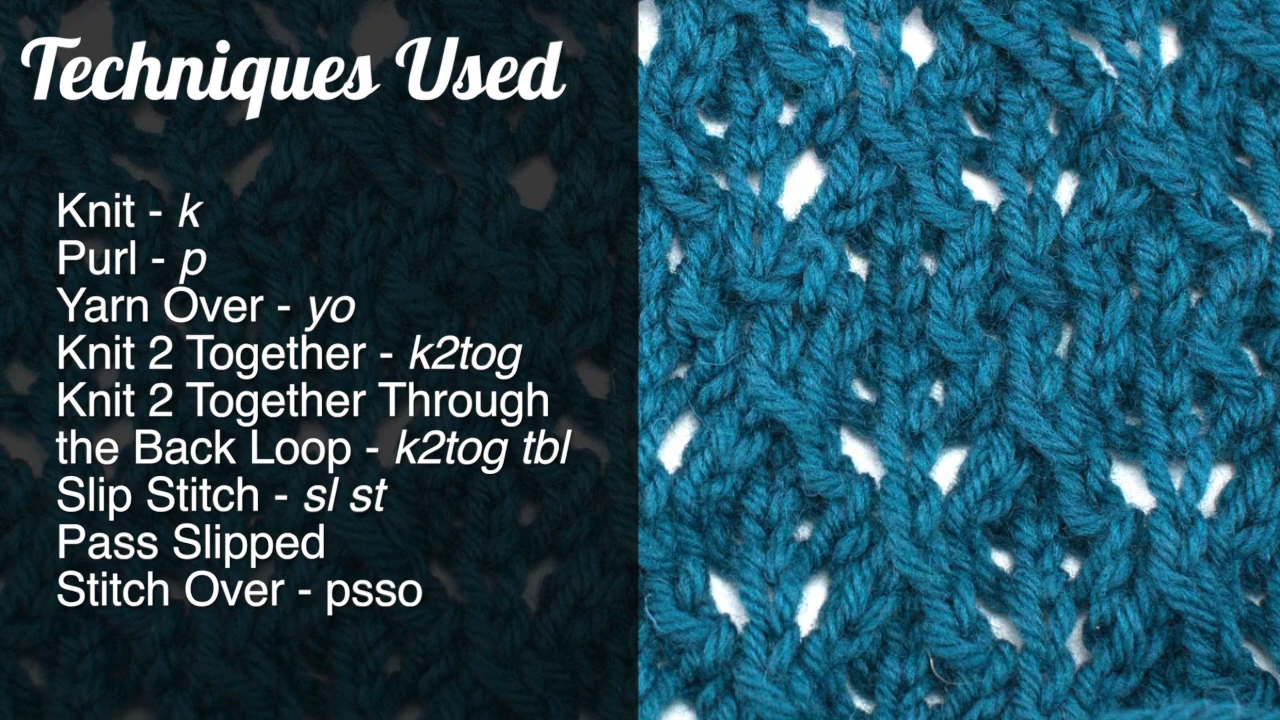 Techniques Used
Knit - k
Purl - p
Yarn Over - yo
Knit 2 Together - k2tog
Knit 2 Together Through
the Back Loop - k2tog tbl
Slip Stitch - sl st
Pass Slipped
Stitch Over - psso